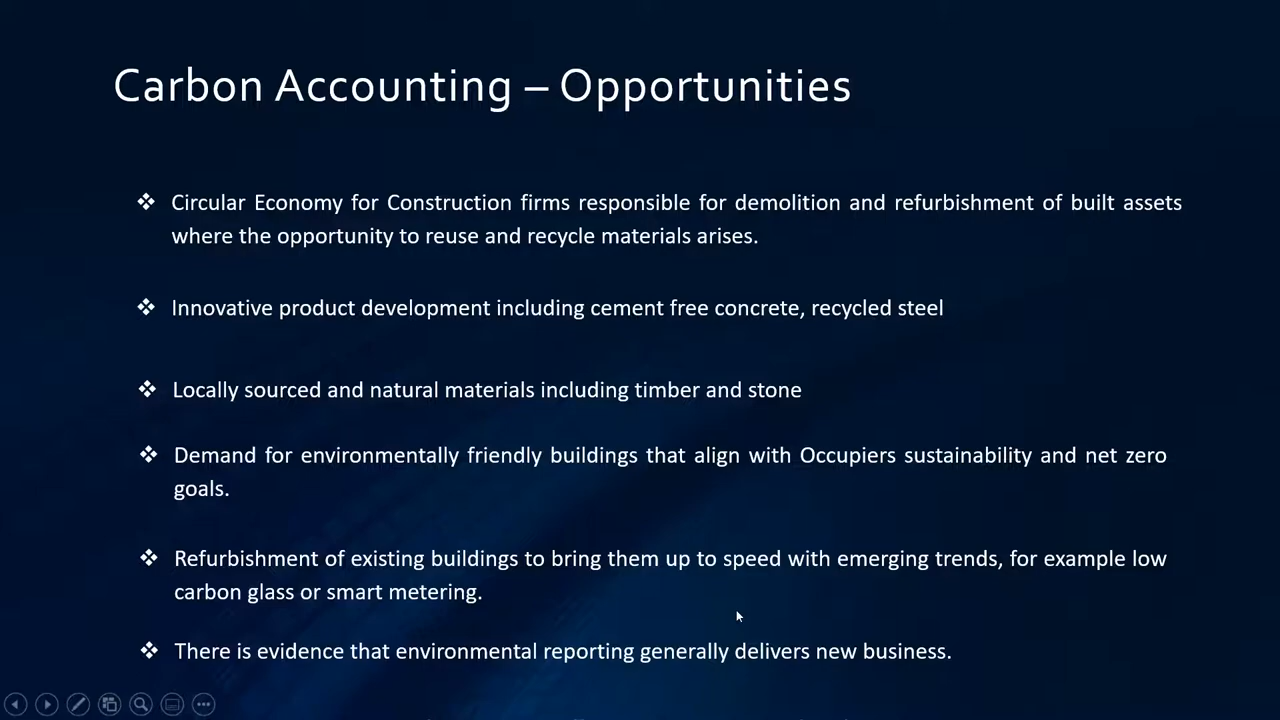 Carbon Accounting – Opportunities
❖ Circular Economy for Construction firms responsible for demolition and refurbishment of built assets
where the opportunity to reuse and recycle materials arises.
❖ Innovative product development including cement free concrete, recycled steel
❖ Locally sourced and natural materials including timber and stone
❖ Demand for environmentally friendly buildings that align with Occupiers sustainability and net zero
goals.
❖ Refurbishment of existing buildings to bring them up to speed with emerging trends, for example low
carbon glass or smart metering.
❖ There is evidence that environmental reporting generally delivers new business.